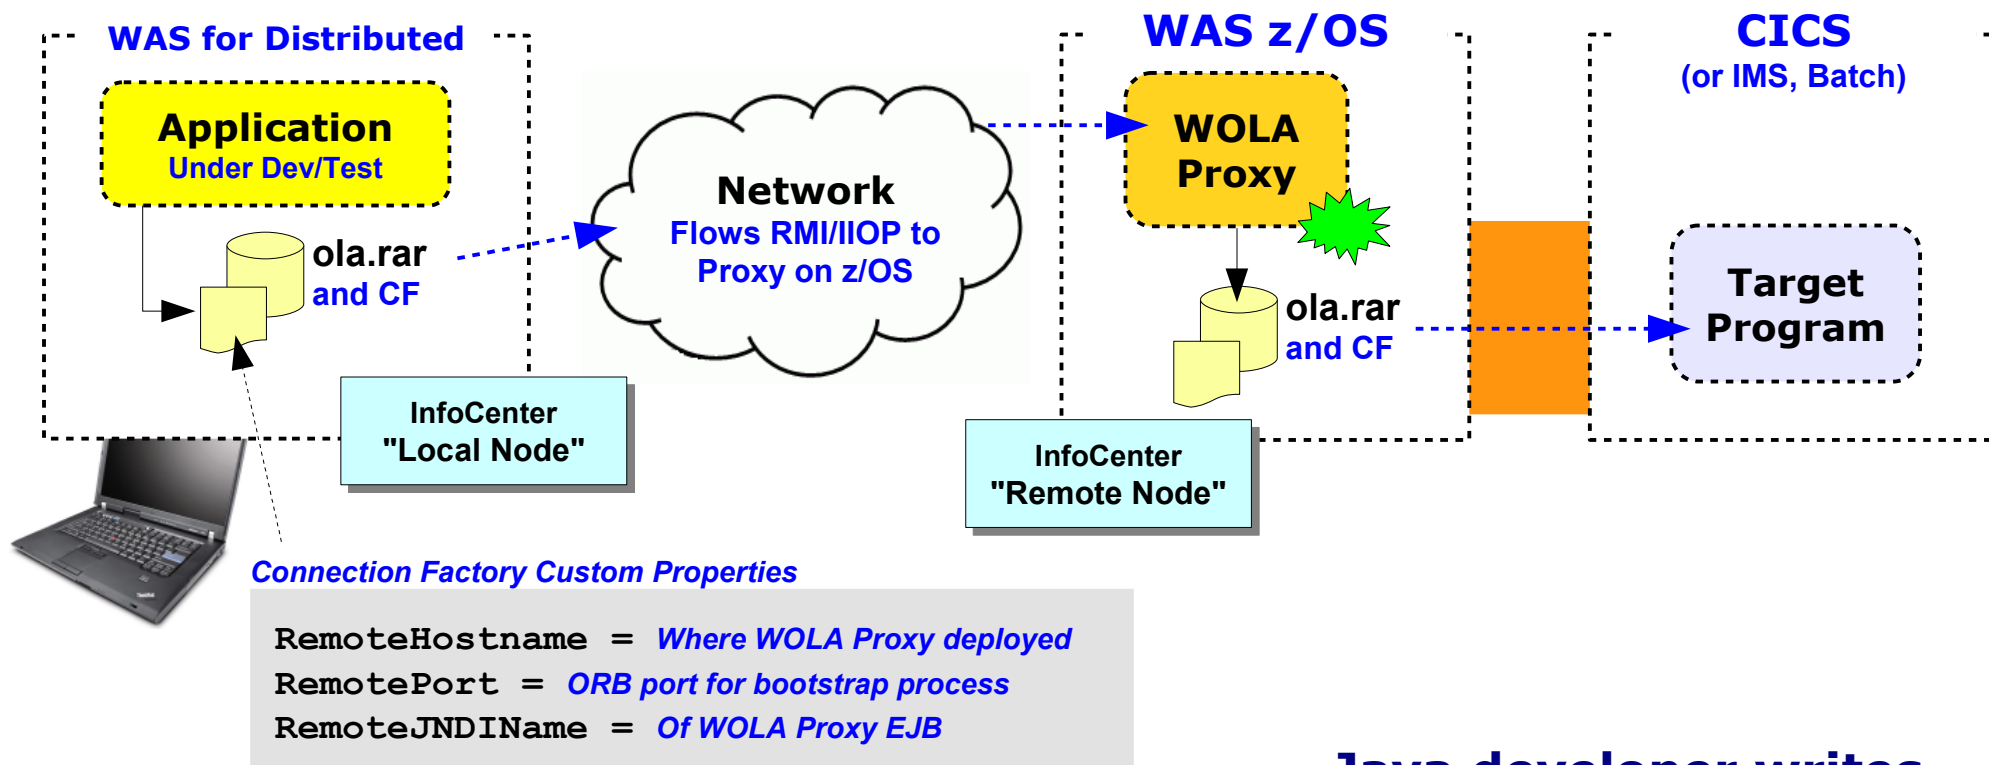 WAS for Distributed
Application
Under Dev/Test
ola.rar
and CF
InfoCenter
"Local Node"
Network
Flows RMI/IIOP to
Proxy on z/OS
WAS z/OS
WOLA
Proxy
ola.rar
and CF
InfoCenter
"Remote Node"
CICS
(or IMS, Batch)
Target
Program
Connection Factory Custom Properties
RemoteHostname = Where WOLA Proxy deployed
RemotePort = ORB port for bootstrap process
RemoteJNDIName = Of WOLA Proxy EJB
Java developer writes